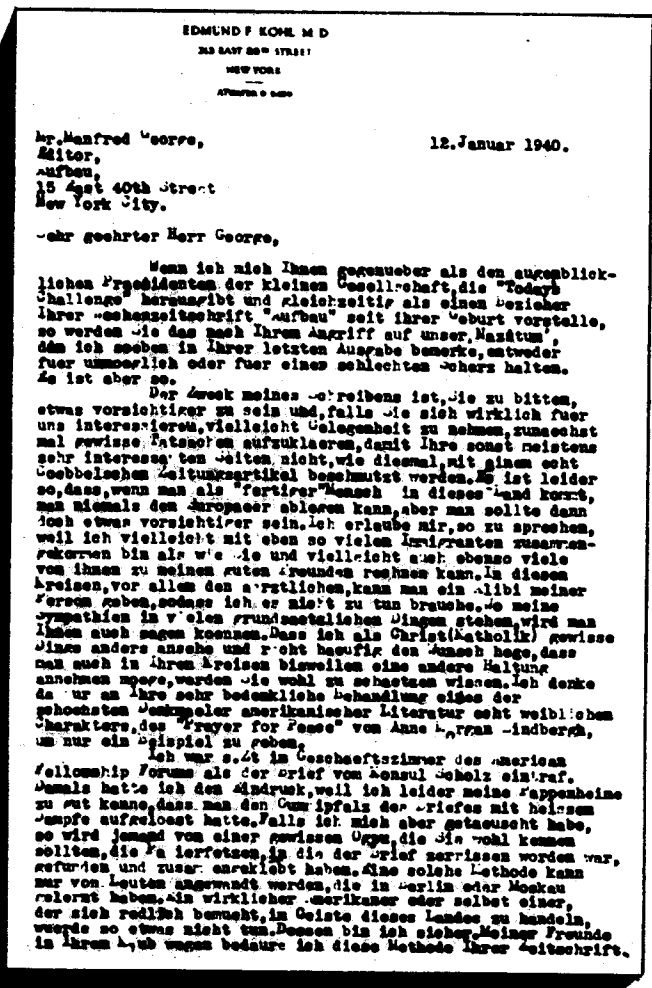 EDMUND F KOHL M D
NEW YORK
Mr.Manfred George,
12.Januar 1940.
Editor,
Aufbau,
15 East 40th Street
New York City.
Sehr geehrter Herr George,
Wenn ich mich Ihnen gegenueber als den augenblick-
lichen Praesidenten der kleinen Gesellschaft,die "Todays
Challenge" herausgibt und gleichzeitig als einen Bezieher
Ihrer Wochenzeitschrift "Aufbau" seit ihrer Geburt vorstelle,
so werden Sie das nach Ihrem Angriff auf unser,Nazitum",
den ich soeben in Ihrer letzten Ausgabe bemerke,entweder
fuer unmoeglich oder fuer einen schlechten Scherz halten.
Es ist aber so.
Der Zweck meines Schreibens ist,Sie zu bitten,
etwas vorsichtiger zu sein und,falls Sie sich wirklich fuer
uns interessieren,vielleicht Gelegenheit zu nehmen,zunaechst
mal gewisse Tatsachen aufzuklaeren,damit Ihre sonst meistens
sehr interessanten Seiten nicht,wie diesmal,mit einem echt
Goebbelschen Zeitungsartikel beschmutzt werden.Es ist leider
so,dass,wenn man als "fertiger"Mensch in dieses Land kommt,
man niemals den Europaeer ablegen kann,aber man sollte dann
doch etwas vorsichtiger sein.Ich erlaube mir,so zu sprechen,
weil ich vielleicht mit eben so vielen Immigranten zusammen-
gekommen bin als wie Sie und vielleicht auch ebenso viele
von ihnen zu meinen guten Freunden rechnen kann.In diesen
Kreisen,vor allem den aerztlichen,kann man ein Alibi meiner
Person geben,sodass ich es nicht zu tun brauche.Wo meine
Sympathien in vielen grundsaetzlichen Dingen stehen,wird man
Ihnen auch sagen koennen.Dass ich als Christ(Katholik) gewisse
Dinge anders ansehe und recht haeufig den Wunsch hege,dass
man auch in Ihren Kreisen bisweilen eine andere Haltung
annehmen moege,werden Sie wohl zu schaetzen wissen.Ich denke
da nur an Ihre sehr bedenkliche Behandlung eines der
schoensten Denkmaeler amerikanischer Literatur echt weiblichen
Charakters,des "Prayer for Peace" von Anne Morgan Lindbergh,
um nur ein Beispiel zu geben.
Ich war s.Zt im Geschaeftszimmer des American
Fellowship Forums als der Brief vom Konsul Scholz eintraf.
Damals hatte ich den Eindruck,weil ich leider meine Pappenheime
zu gut kenne,dass man den Gummipfalz des Briefes mit heissem
Dampfe aufgeloest hatte.Falls ich mich aber getaeuscht habe,
so wird jemand von einer gewissen Ogpu,die Sie wohl kennen
sollten,die Papierfetzen,in die der Brief zerrissen worden war,
gefunden und zusammengeklebt haben.Eine solche Methode kann
nur von Leuten angewandt werden,die in Berlin oder Moskau
gelernt haben.Ein wirklicher Amerikaner oder selbst einer,
der sich redlich bemueht,im Geiste dieses Landes zu handeln,
wuerde so etwas nicht tun.Dessen bin ich sicher.Meiner Freunde
in Ihrem Klub wegen bedaure ich diese Methode Ihrer Zeitschrift.